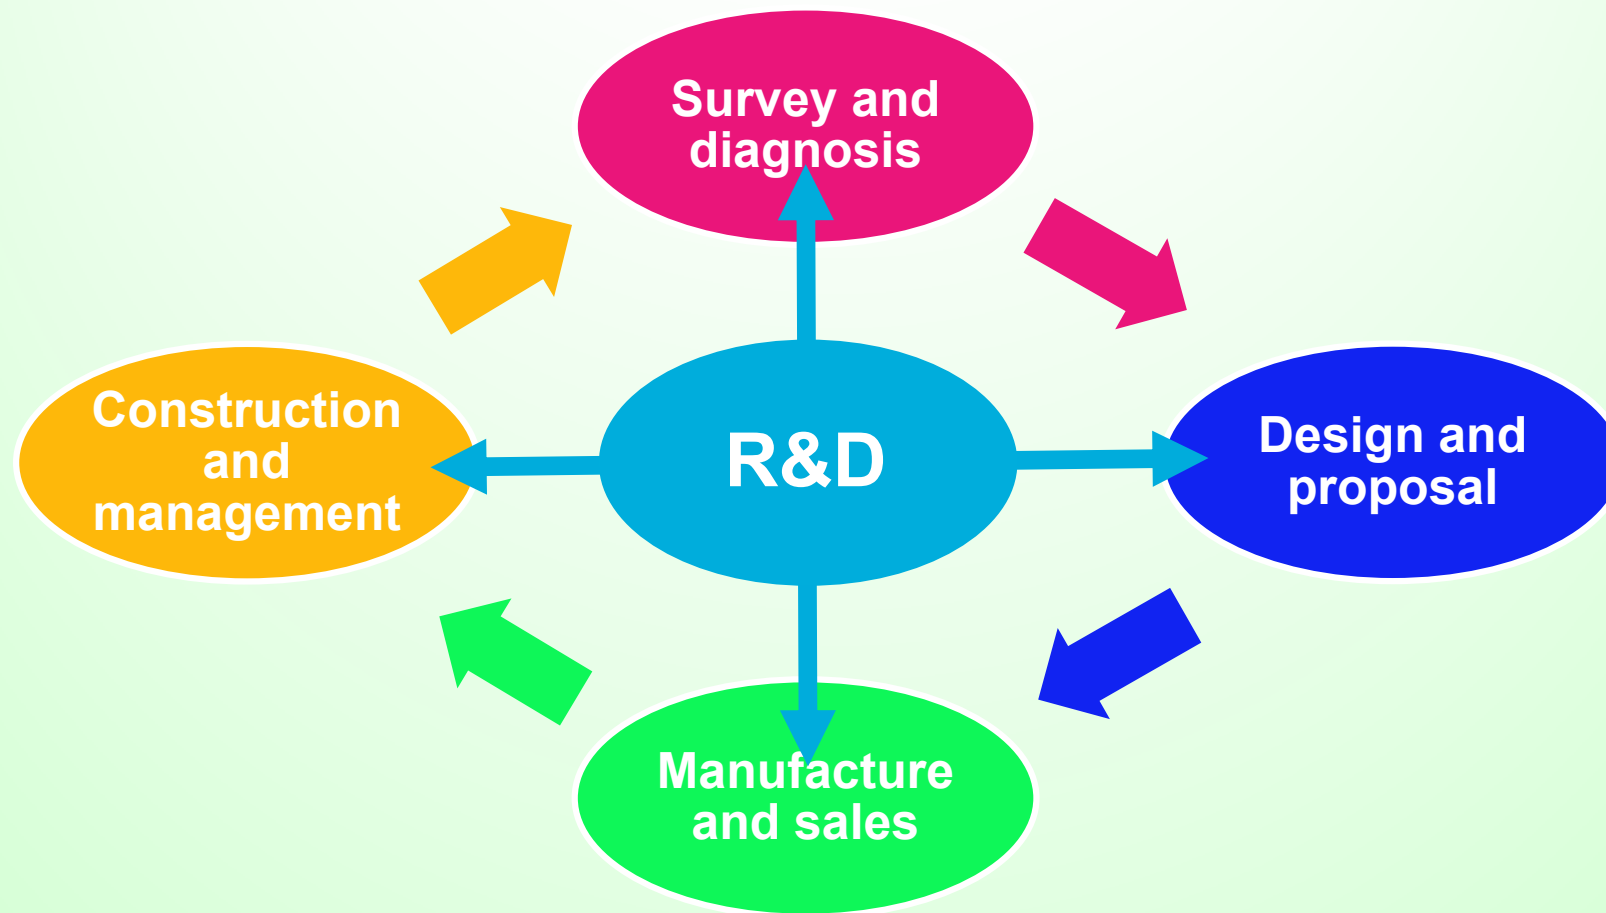 Survey and
diagnosis
Construction
and
management
R&D
Design and
proposal
Manufacture
and sales